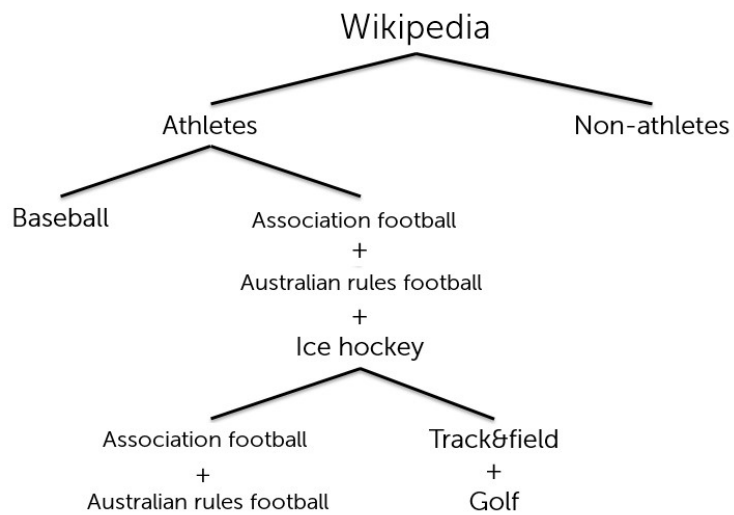 Wikipedia
Athletes
Non-athletes
Baseball
Association football
+
Australian rules football
+
Ice hockey
Association football
+
Australian rules football
Track&field
+
Golf